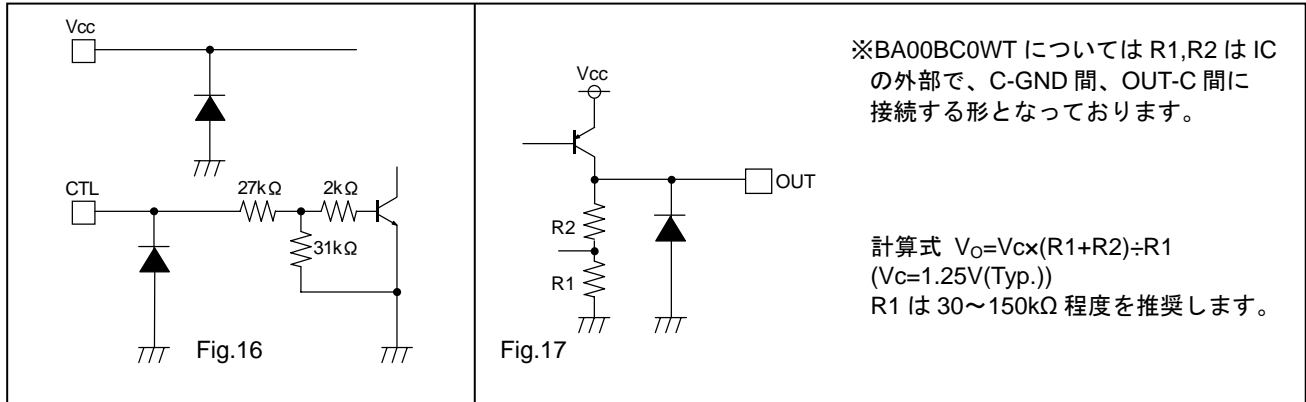 Vcc
CTL
27kΩ
2kΩ
31kΩ
Fig.16
Vcc
OUT
R2
R1
Fig.17
※BA00BC0WT については R1,R2 は IC
の外部で、C-GND 間、OUT-C 間に
接続する形となっております。
計算式 VO=Vc×(R1+R2)÷R1
(Vc=1.25V(Typ.))
R1 は 30～150kΩ 程度を推奨します。